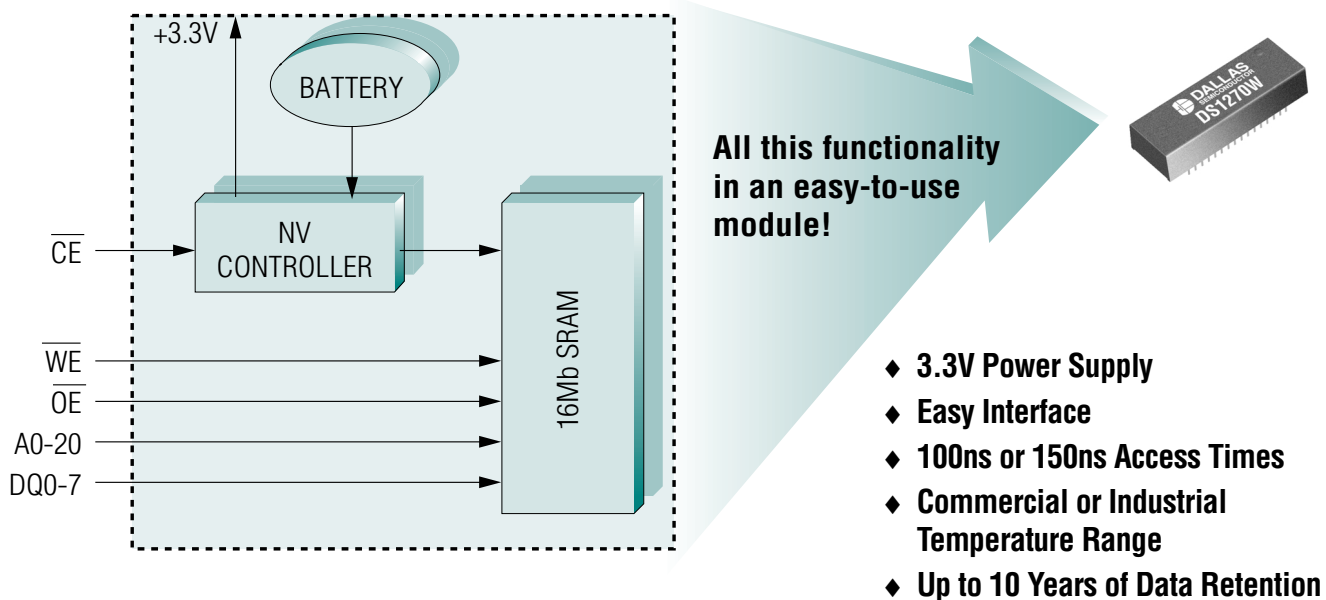 +3.3V
BATTERY
NV
CONTROLLER
CE
WE
OE
A0-20
DQ0-7
16Mb SRAM
All this functionality
in an easy-to-use
module!
DALLAS
SEMICONDUCTOR
DS1270W
♦ 3.3V Power Supply
♦ Easy Interface
♦ 100ns or 150ns Access Times
♦ Commercial or Industrial
Temperature Range
♦ Up to 10 Years of Data Retention